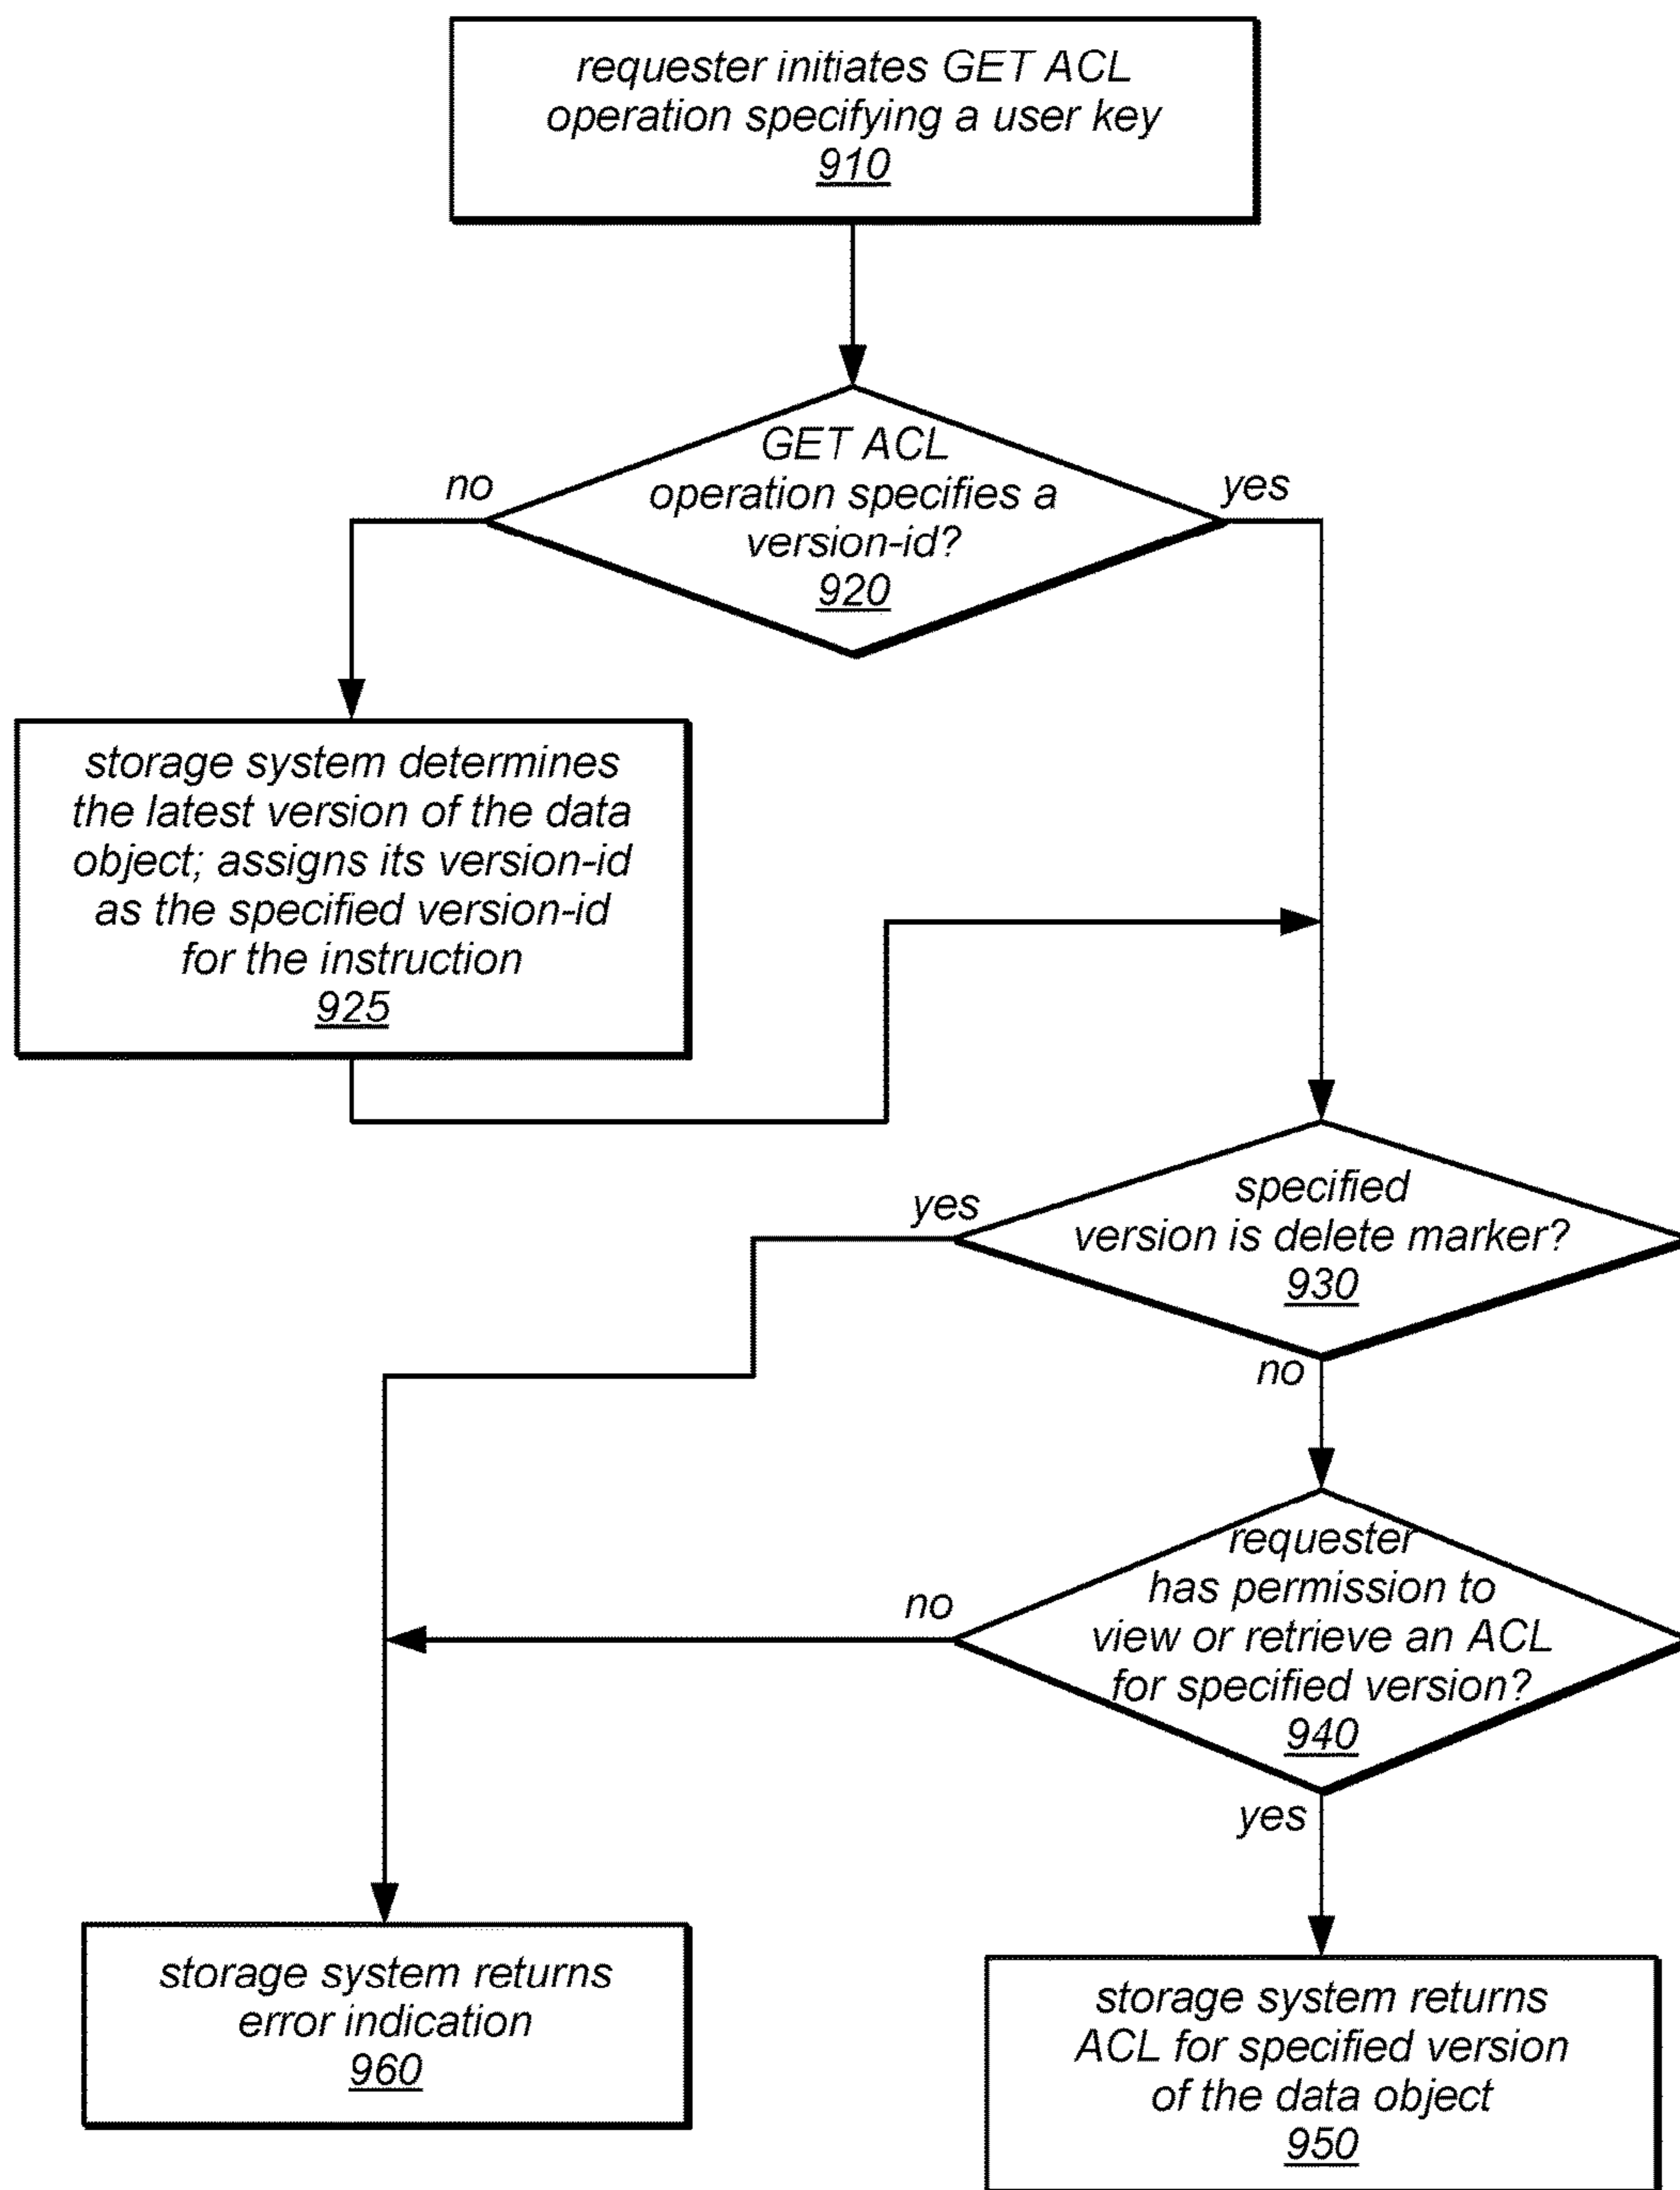 requester initiates GET ACL
operation specifying a user key
910
GET ACL
operation specifies a
version-id?
920
no
yes
storage system determines
the latest version of the data
object; assigns its version-id
as the specified version-id
for the instruction
925
specified
version is delete marker?
930
yes
no
requester
has permission to
view or retrieve an ACL
for specified version?
940
no
yes
storage system returns
error indication
960
storage system returns
ACL for specified version
of the data object
950